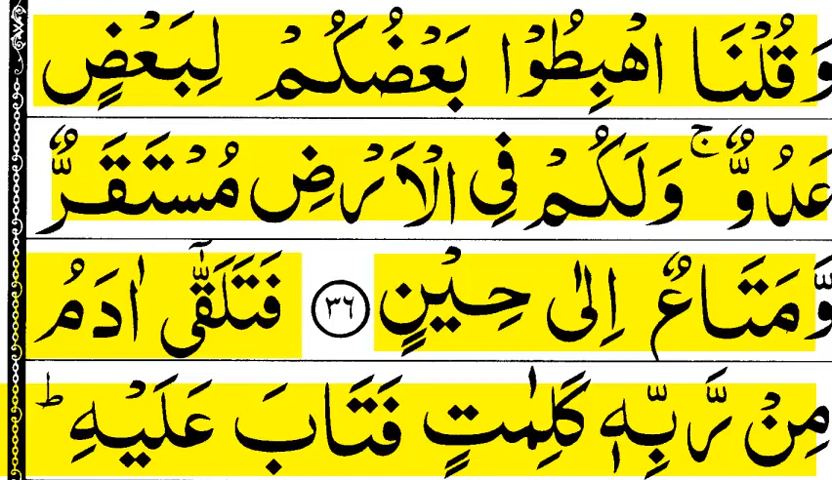 وَقُلْنَا اهْبِطُوْا بَعْضُكُمْ لِبَعْضٍ
عَدُوٌّ ۚ وَلَكُمْ فِي الْاَرْضِ مُسْتَقَرٌّ
وَّمَتَاعٌ اِلٰى حِيْنٍ ﴿٣٦﴾ فَتَلَقّٰٓى اٰدَمُ
مِنْ رَّبِّهٖ كَلِمٰتٍ فَتَابَ عَلَيْهِ ؕ